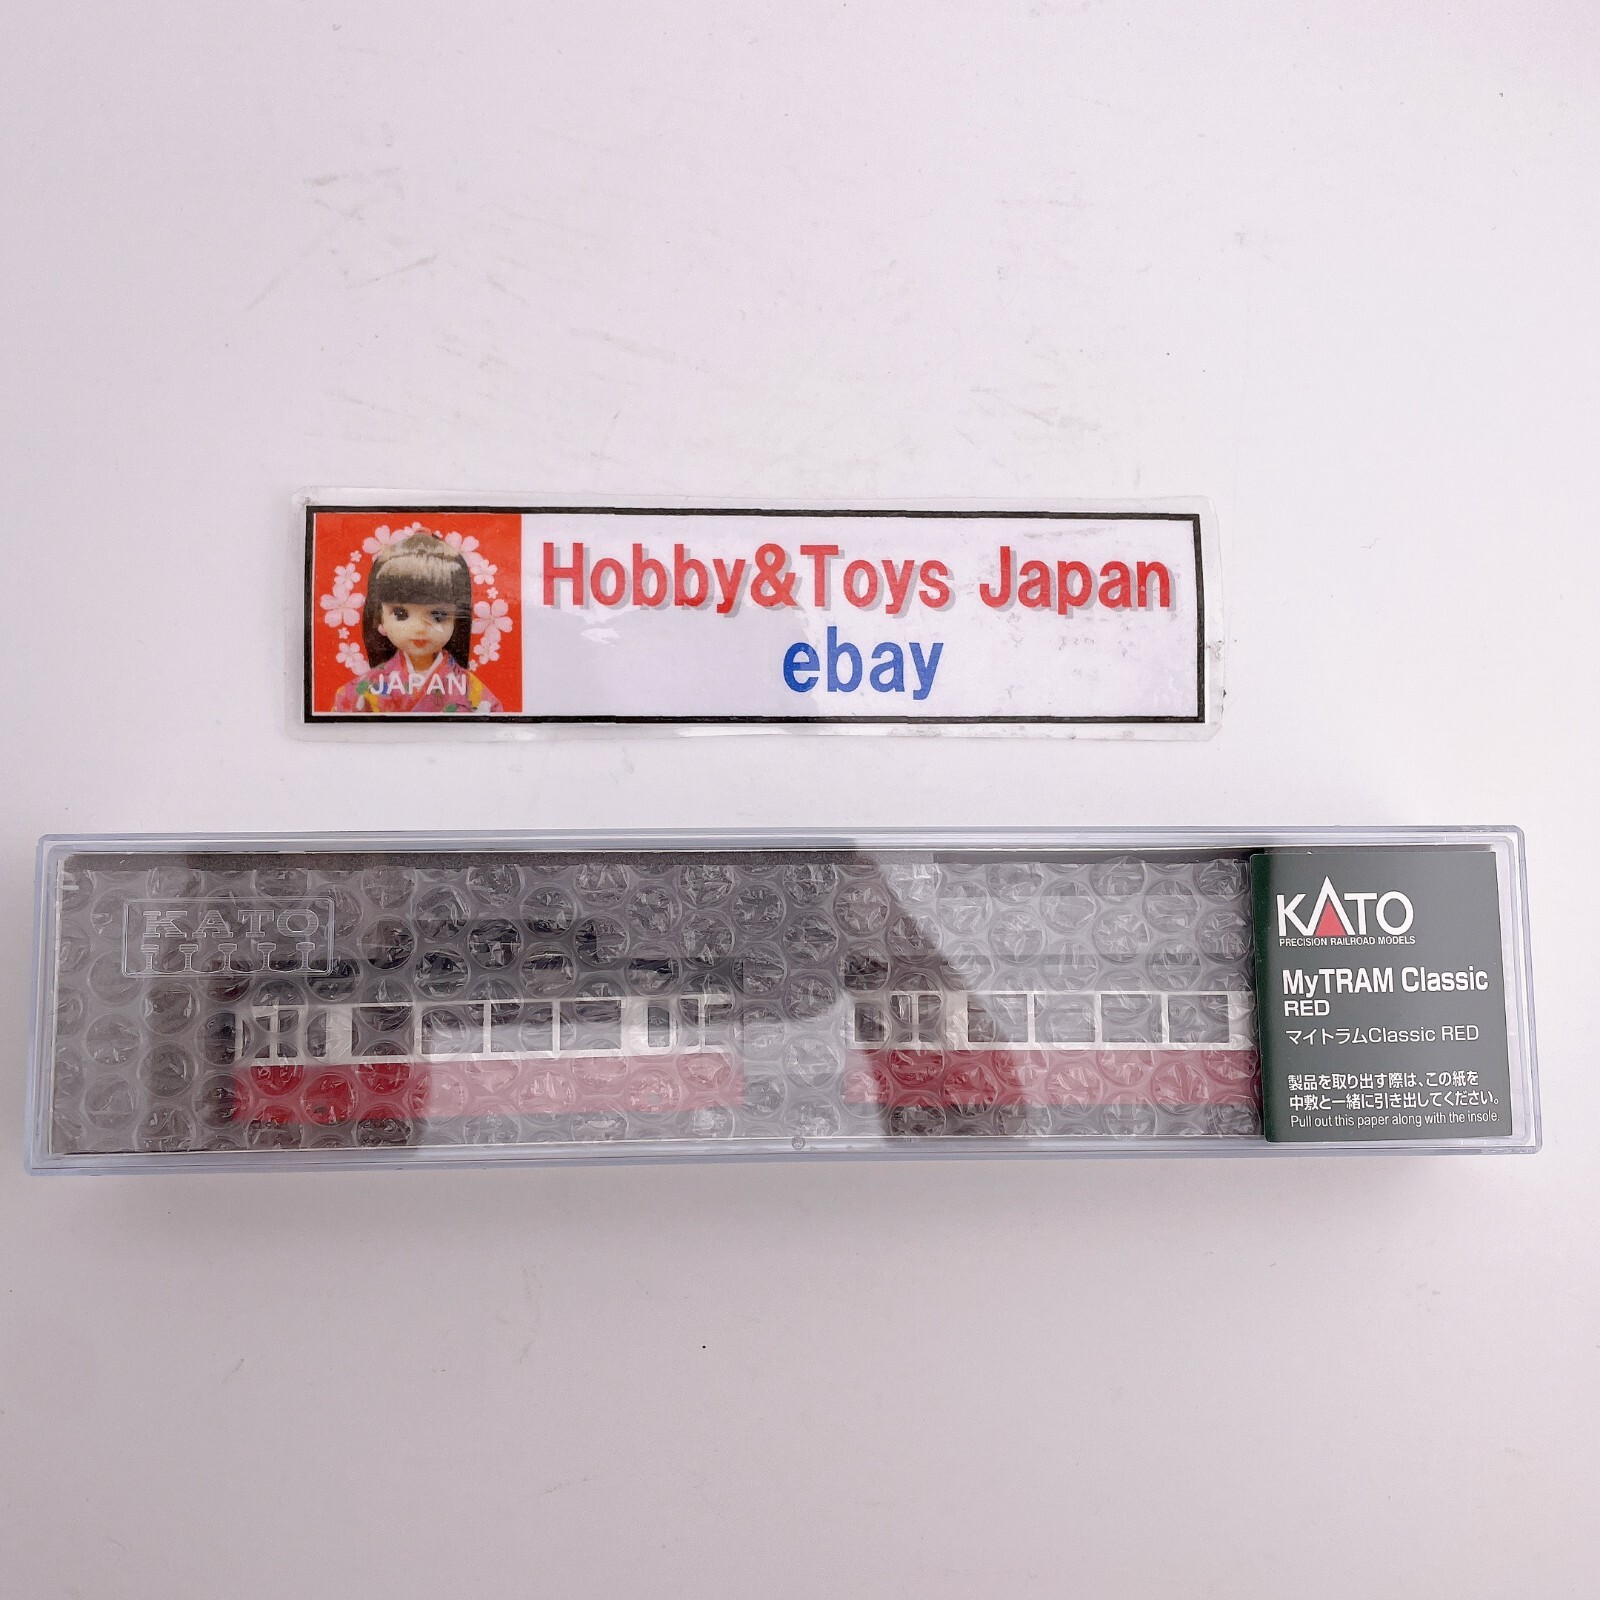 Hobby&Toys Japan
ebay
JAPAN
KATO
KATO
PRECISION RAILROAD MODELS
MyTRAM Classic
RED
マイトラムClassic RED
製品を取り出す際は、この紙を
中敷と一緒に引き出してください。
Pull out this paper along with the insole.